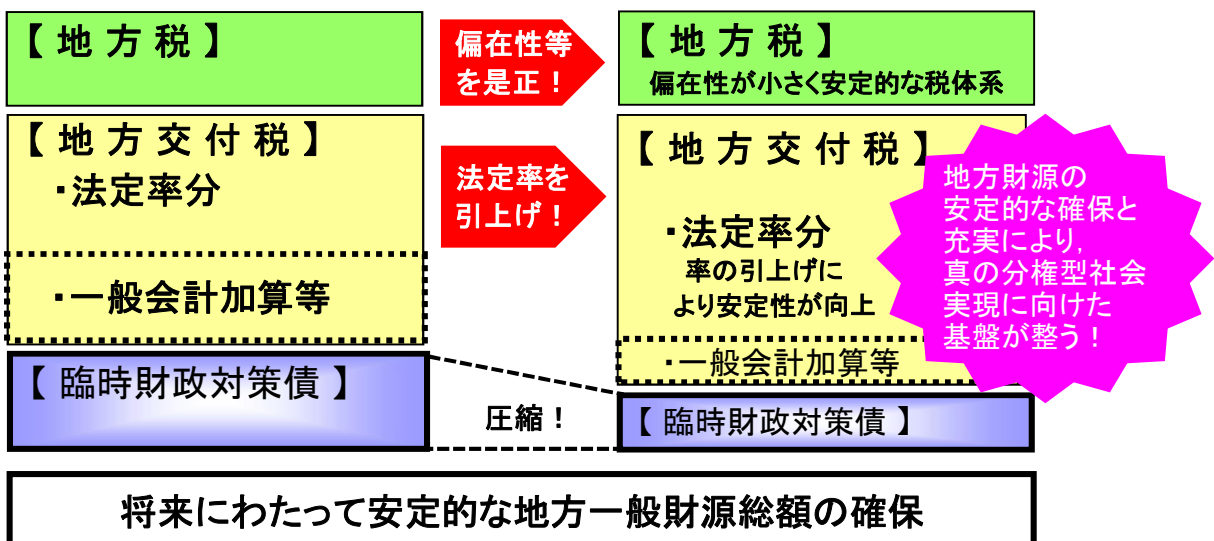 【 地 方 税 】
偏在性等
を是正！
【 地 方 税 】
偏在性が小さく安定的な税体系
【 地 方 交 付 税 】
・法定率分
・一般会計加算等
法定率を
引上げ！
【 地 方 交 付 税 】
・法定率分
率の引上げに
より安定性が向上
・一般会計加算等
地方財源の
安定的な確保と
充実により,
真の分権型社会
実現に向けた
基盤が整う！
【 臨時財政対策債 】
圧縮！
【 臨時財政対策債 】
将来にわたって安定的な地方一般財源総額の確保